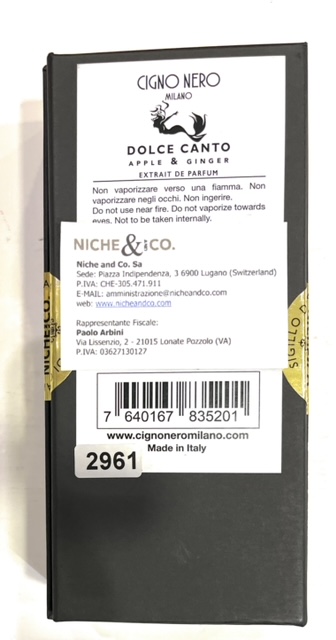 CIGNO NERO
MILANO
DOLCE CANTO
APPLE & GINGER
EXTRAIT DE PARFUM
Non vaporizzare verso una fiamma. Non
vaporizzare negli occhi. Non ingerire.
Do not use near fire. Do not vaporize towards
eyes. Not to be taken internally.
NICHE & CO.
Niche and Co. Sa
Sede: Piazza Indipendenza, 3 6900 Lugano (Switzerland)
P.IVA: CHE-305.471.911
E-MAIL: amministrazione@nicheandco.com
web: www.nicheandco.com
Rappresentante Fiscale:
Paolo Arbini
Via Lissenzio, 2 - 21015 Lonate Pozzolo (VA)
P.IVA: 03627130127
NICHE &
SIGILLO
7 640167 835201
www.cignoneromilano.com
Made in Italy
2961